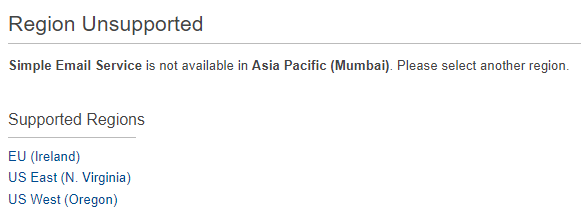 Region Unsupported
Simple Email Service is not available in Asia Pacific (Mumbai). Please select another region.
Supported Regions
EU (Ireland)
US East (N. Virginia)
US West (Oregon)